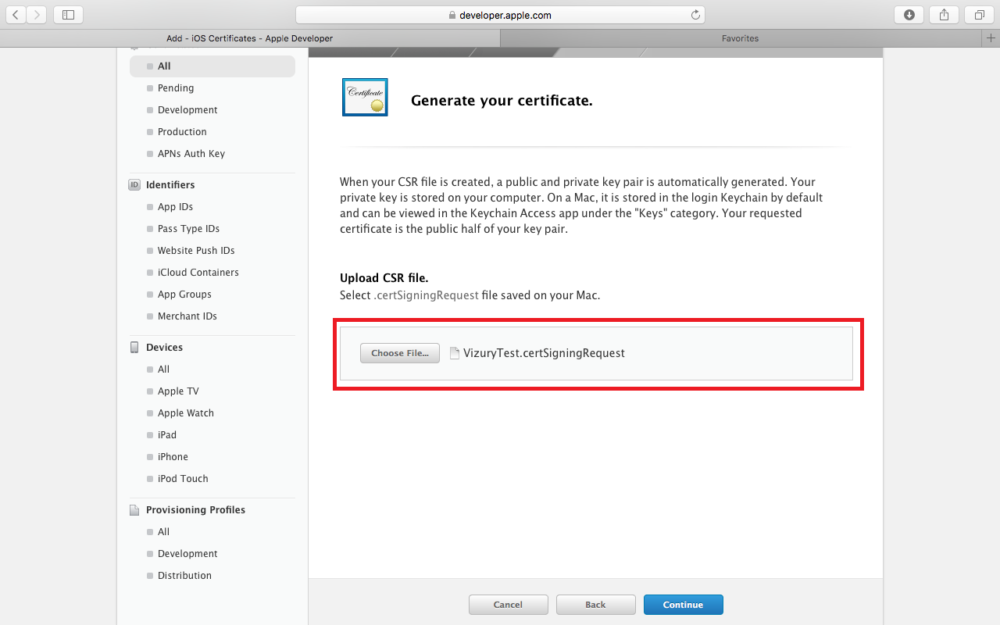 developer.apple.com
Add - iOS Certificates - Apple Developer
Favorites
All
Pending
Development
Production
APNs Auth Key
ID Identifiers
App IDs
Pass Type IDs
Website Push IDs
iCloud Containers
App Groups
Merchant IDs
Devices
All
Apple TV
Apple Watch
iPad
iPhone
iPod Touch
Provisioning Profiles
All
Development
Distribution
Certificate
Generate your certificate.
When your CSR file is created, a public and private key pair is automatically generated. Your
private key is stored on your computer. On a Mac, it is stored in the login Keychain by default
and can be viewed in the Keychain Access app under the "Keys" category. Your requested
certificate is the public half of your key pair.
Upload CSR file.
Select .certSigningRequest file saved on your Mac.
Choose File... VizuryTest.certSigningRequest
Cancel Back Continue